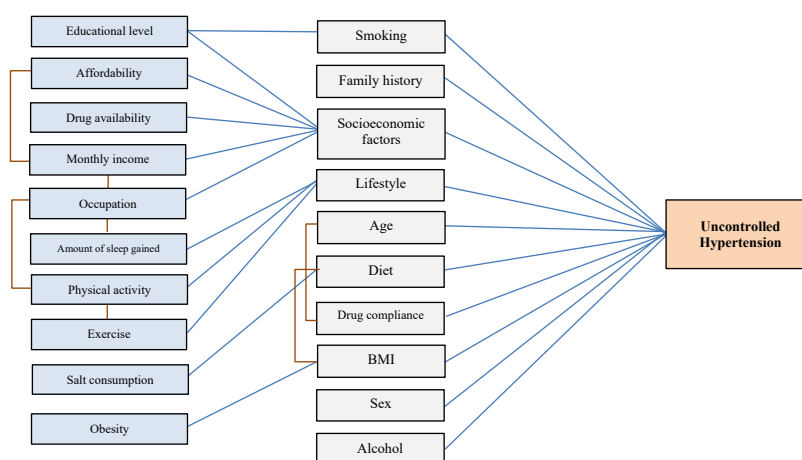 Educational level
Affordability
Drug availability
Monthly income
Occupation
Amount of sleep gained
Physical activity
Exercise
Salt consumption
Obesity
Smoking
Family history
Socioeconomic
factors
Lifestyle
Age
Diet
Drug compliance
BMI
Sex
Alcohol
Uncontrolled
Hypertension